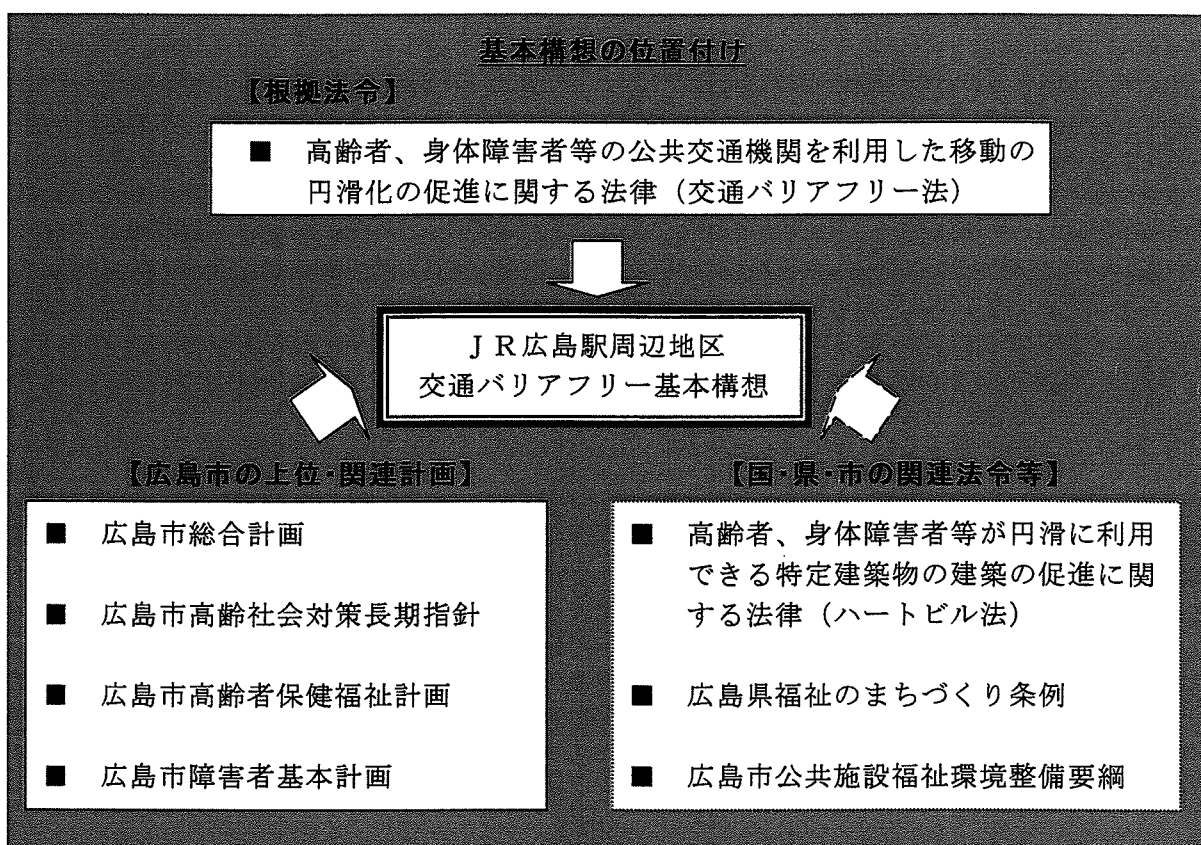 基本構想の位置付け
【根拠法令】
■ 高齢者、身体障害者等の公共交通機関を利用した移動の
円滑化の促進に関する法律（交通バリアフリー法）
ＪＲ広島駅周辺地区
交通バリアフリー基本構想
【広島市の上位・関連計画】
■ 広島市総合計画
■ 広島市高齢社会対策長期指針
■ 広島市高齢者保健福祉計画
■ 広島市障害者基本計画
【国・県・市の関連法令等】
■ 高齢者、身体障害者等が円滑に利用
できる特定建築物の建築の促進に関
する法律（ハートビル法）
■ 広島県福祉のまちづくり条例
■ 広島市公共施設福祉環境整備要綱